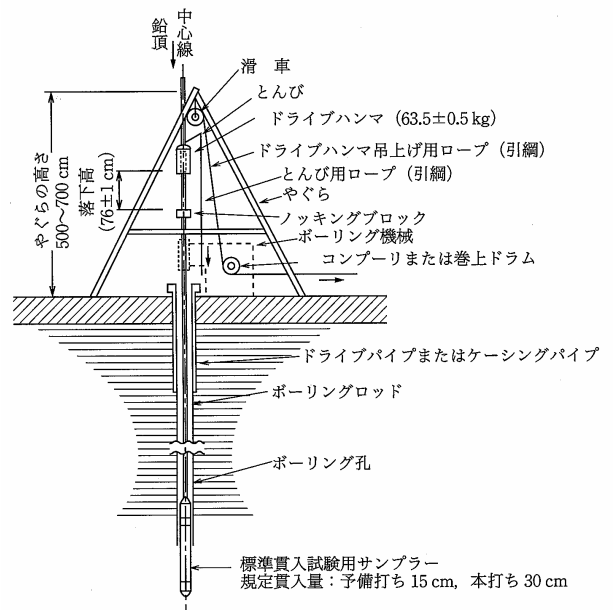 中心線
鉛頂
滑 車
とんび
ドライブハンマ（63.5±0.5 kg）
ドライブハンマ吊上げ用ロープ（引綱）
とんび用ロープ（引綱）
やぐら
ノッキングブロック
ボーリング機械
コンプーリまたは巻上ドラム
やぐらの高さ
500～700 cm
落下高
(76±1 cm)
ドライブパイプまたはケーシングパイプ
ボーリングロッド
ボーリング孔
標準貫入試験用サンプラー
規定貫入量：予備打ち 15 cm，本打ち 30 cm